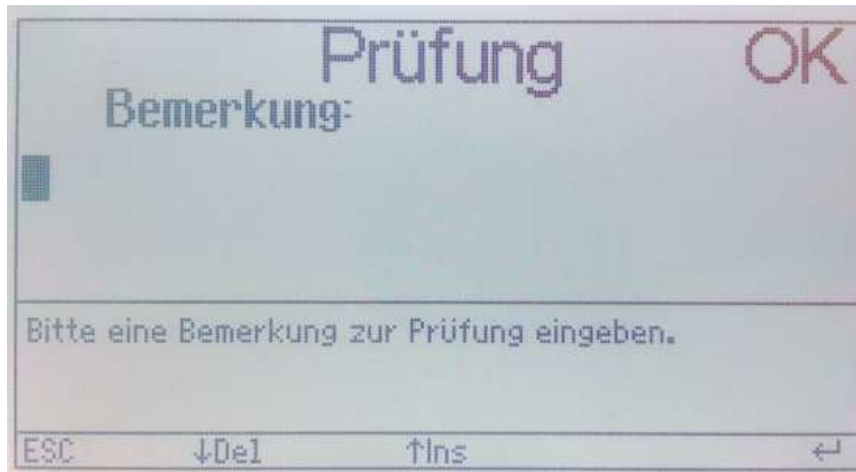 Prüfung OK
Bemerkung:
Bitte eine Bemerkung zur Prüfung eingeben.
ESC ↓Del ↑Ins ↵